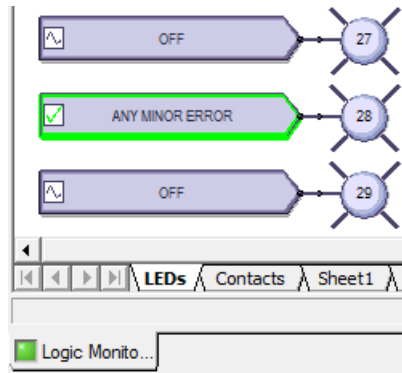 OFF 27
ANY MINOR ERROR 28
OFF 29
LEDs Contacts Sheet1
Logic Monito...